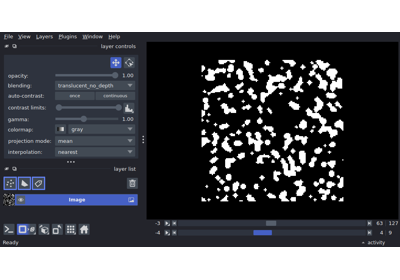 File View Layers Plugins Window Help
layer controls
opacity: 1.00
blending: translucent_no_depth
auto-contrast: once continuous
contrast limits:
gamma: 1.00
colormap: gray
projection mode: mean
interpolation: nearest
layer list
Image
-3 63 127
-4 4 9
Ready activity